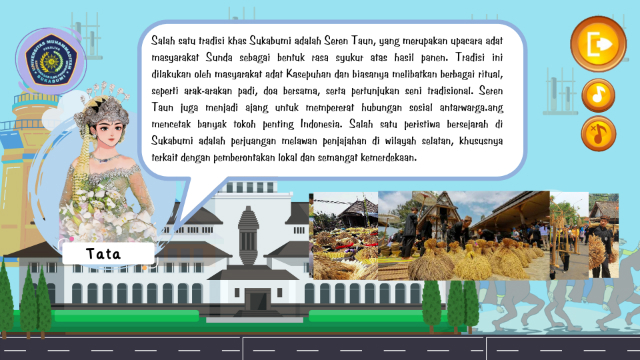 Salah satu tradisi khas Sukabumi adalah Seren Taun, yang merupakan upacara adat
masyarakat Sunda sebagai bentuk rasa syukur atas hasil panen. Tradisi ini
dilakukan oleh masyarakat adat Kasepuhan dan biasanya melibatkan berbagai ritual,
seperti arak-arakan padi, doa bersama, serta pertunjukan seni tradisional. Seren
Taun juga menjadi ajang untuk mempererat hubungan sosial antarwarga.ang
mencetak banyak tokoh penting Indonesia. Salah satu peristiwa bersejarah di
Sukabumi adalah perjuangan melawan penjajahan di wilayah selatan, khususnya
terkait dengan pemberontakan lokal dan semangat kemerdekaan.
Tata